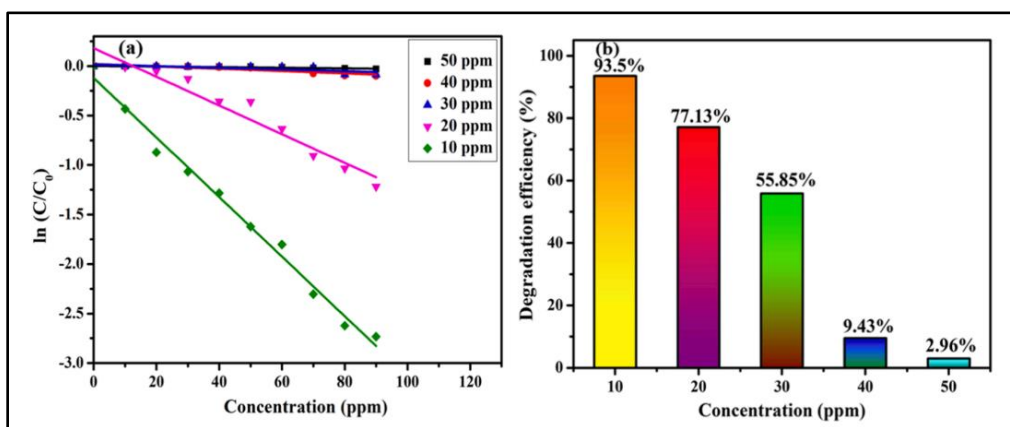 (a)
50 ppm
40 ppm
30 ppm
20 ppm
10 ppm
0.0
-0.5
-1.0
-1.5
-2.0
-2.5
-3.0
0 20 40 60 80 100 120
ln (C/C0)
Concentration (ppm)
(b)
100
80
60
40
20
0
93.5%
77.13%
55.85%
9.43%
2.96%
10 20 30 40 50
Degradation efficiency (%)
Concentration (ppm)